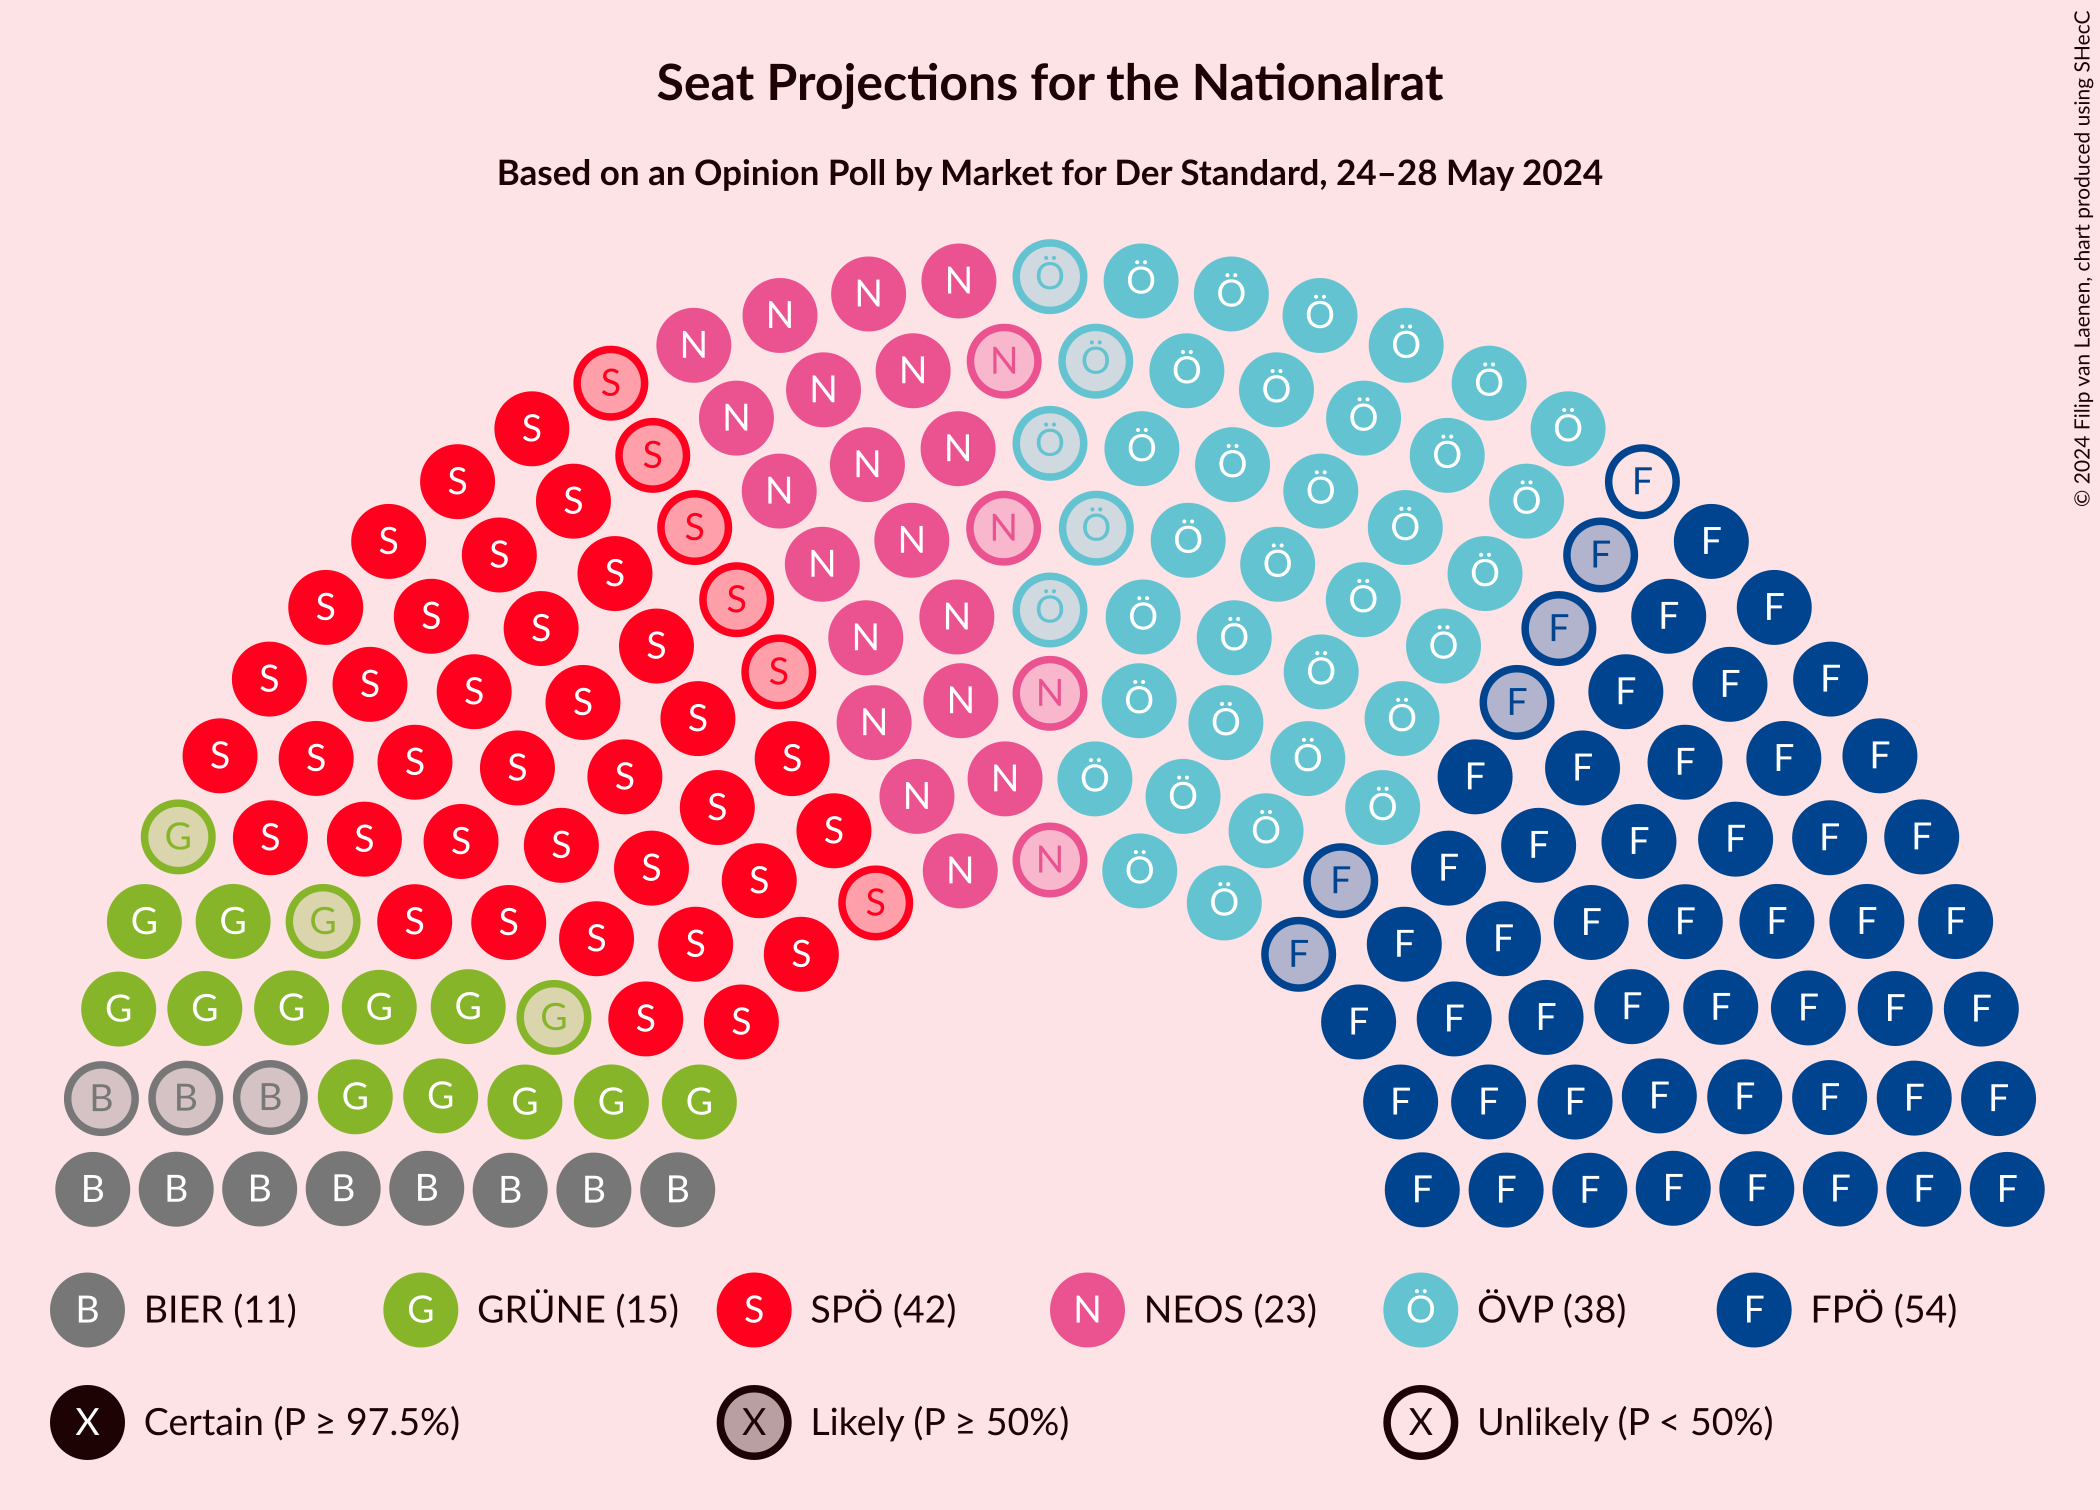 Seat Projections for the Nationalrat
Based on an Opinion Poll by Market for Der Standard, 24–28 May 2024
© 2024 Filip van Laenen, chart produced using SHecC
Ö
N Ö
N Ö
N Ö
N Ö
S N N Ö Ö Ö
N Ö
S N Ö
N N Ö Ö
S S Ö Ö
S N Ö F
S N Ö
S N Ö Ö
S S N Ö Ö F
S N Ö F
S S N Ö F F
S N Ö
S S N Ö F
S S N Ö F
S S N Ö F
S S N Ö F
S S S N Ö F F F
S S N Ö F
S S N N Ö Ö F F
S S S N Ö F F
S S S S S N Ö Ö F F F F
S S S N N Ö Ö F F F
G S S S S S Ö F F F F F
S S N N Ö F F
S Ö
G G G S S S F F F F F F
S S F F
S F
G G G G G G S S F F F F F F F F
B B B G G G G G F F F F F F F F
B B B B B B B B F F F F F F F F
B BIER (11) G GRÜNE (15) S SPÖ (42) N NEOS (23) Ö ÖVP (38) F FPÖ (54)
X Certain (P ≥ 97.5%) X Likely (P ≥ 50%) X Unlikely (P < 50%)